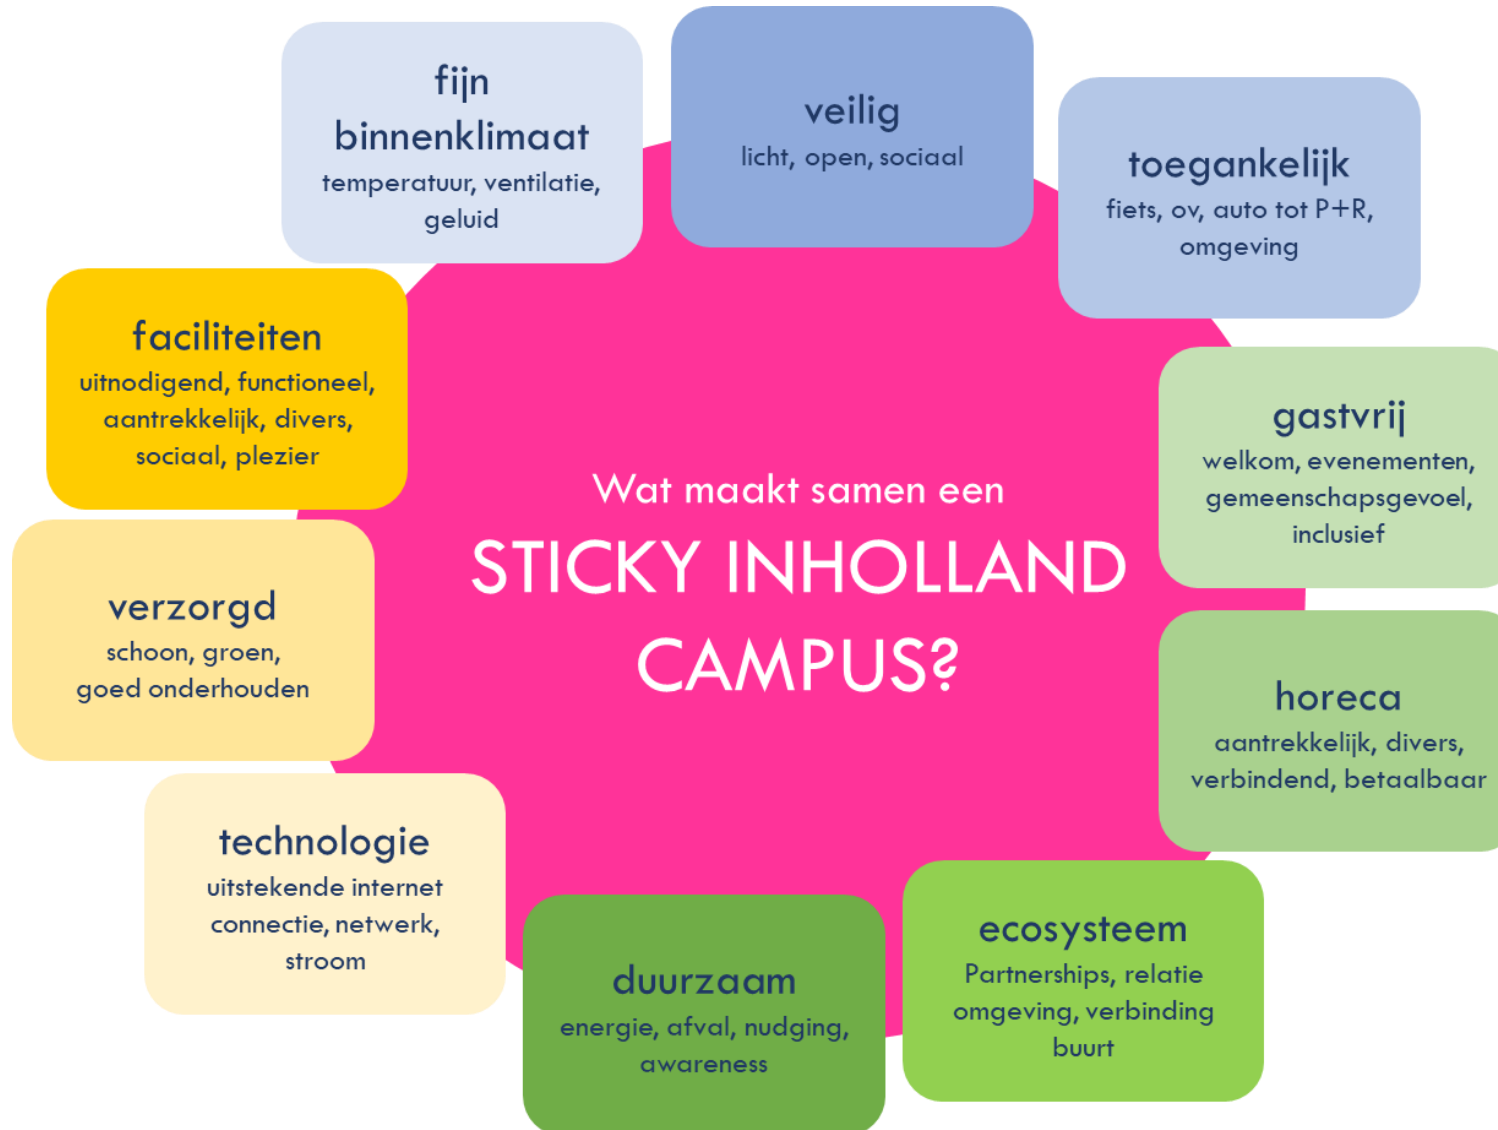 fijn
binnenklimaat
temperatuur, ventilatie,
geluid
veilig
licht, open, sociaal
toegankelijk
fiets, ov, auto tot P+R,
omgeving
faciliteiten
uitnodigend, functioneel,
aantrekkelijk, divers,
sociaal, plezier
gastvrij
welkom, evenementen,
gemeenschapsgevoel,
inclusief
Wat maakt samen een
STICKY INHOLLAND
CAMPUS?
verzorgd
schoon, groen,
goed onderhouden
horeca
aantrekkelijk, divers,
verbindend, betaalbaar
technologie
uitstekende internet
connectie, netwerk,
stroom
duurzaam
energie, afval, nudging,
awareness
ecosysteem
Partnerships, relatie
omgeving, verbinding
buurt